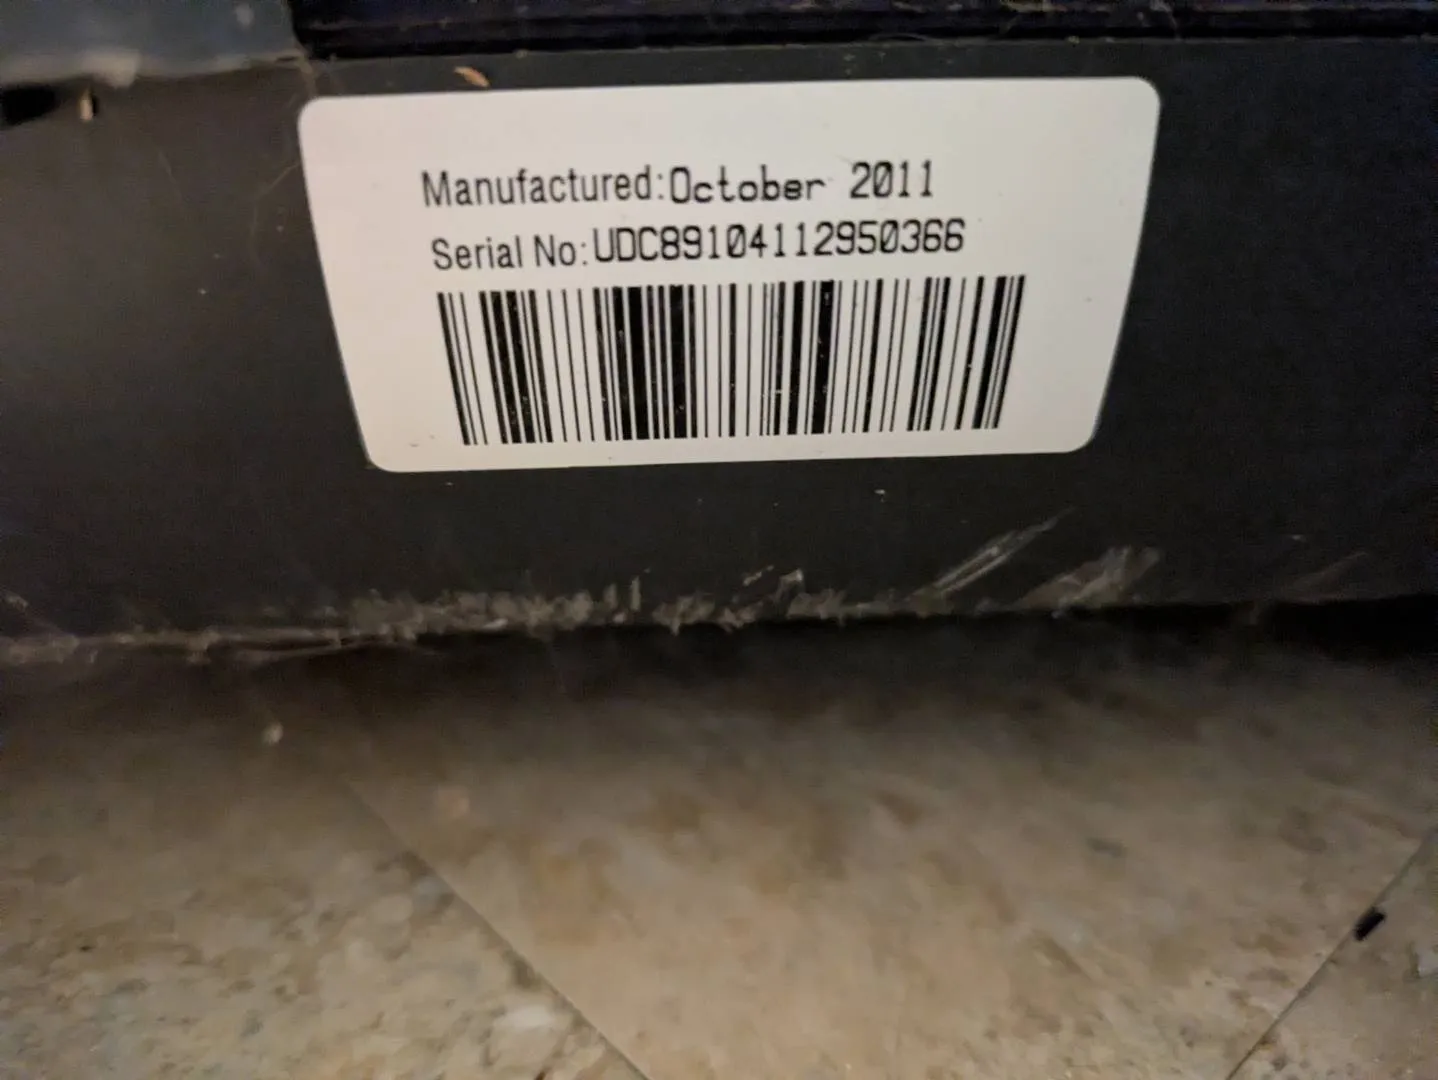 Manufactured:October 2011
Serial No:UDC89104112950366